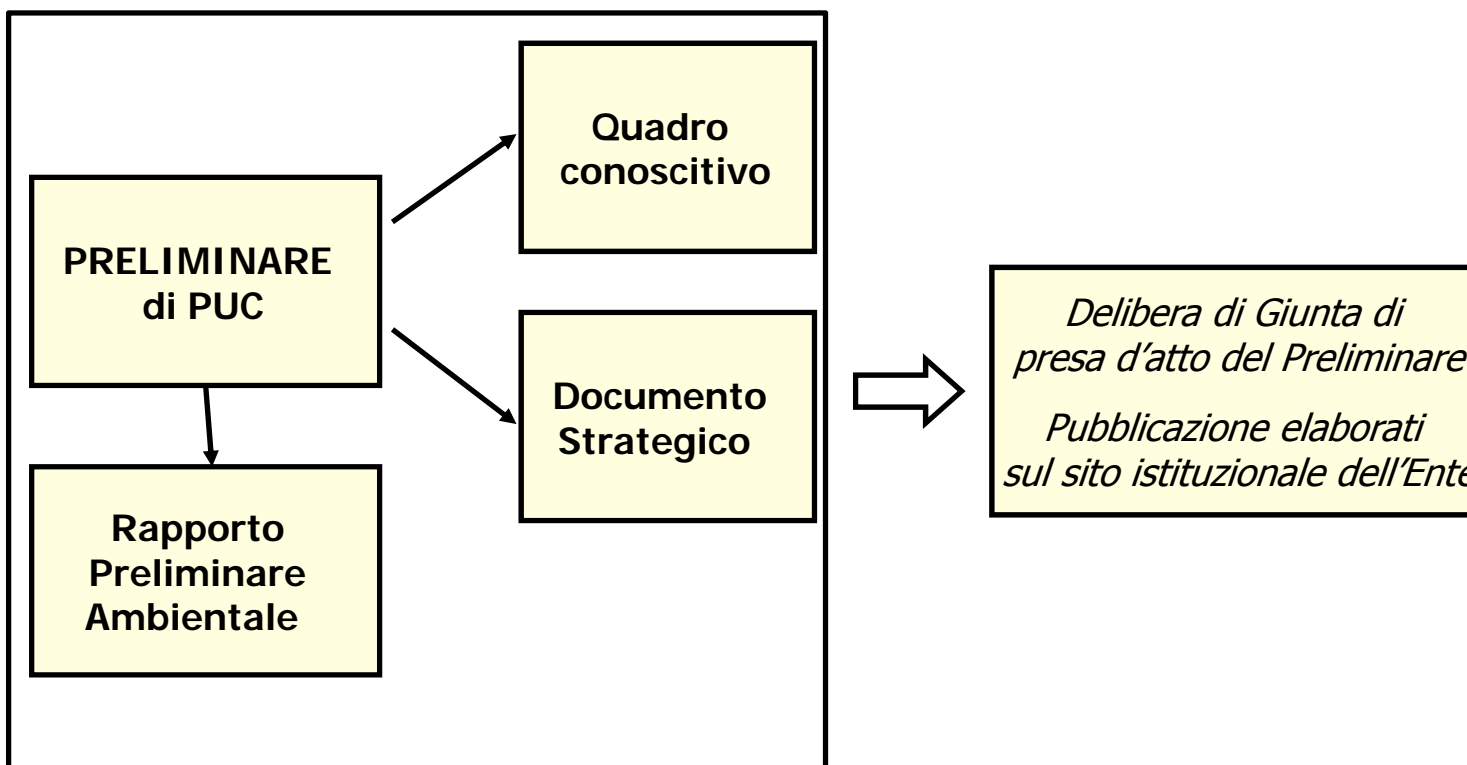 PRELIMINARE
di PUC
Quadro
conoscitivo
Documento
Strategico
Rapporto
Preliminare
Ambientale
Delibera di Giunta di
presa d’atto del Preliminare
Pubblicazione elaborati
sul sito istituzionale dell’Ente